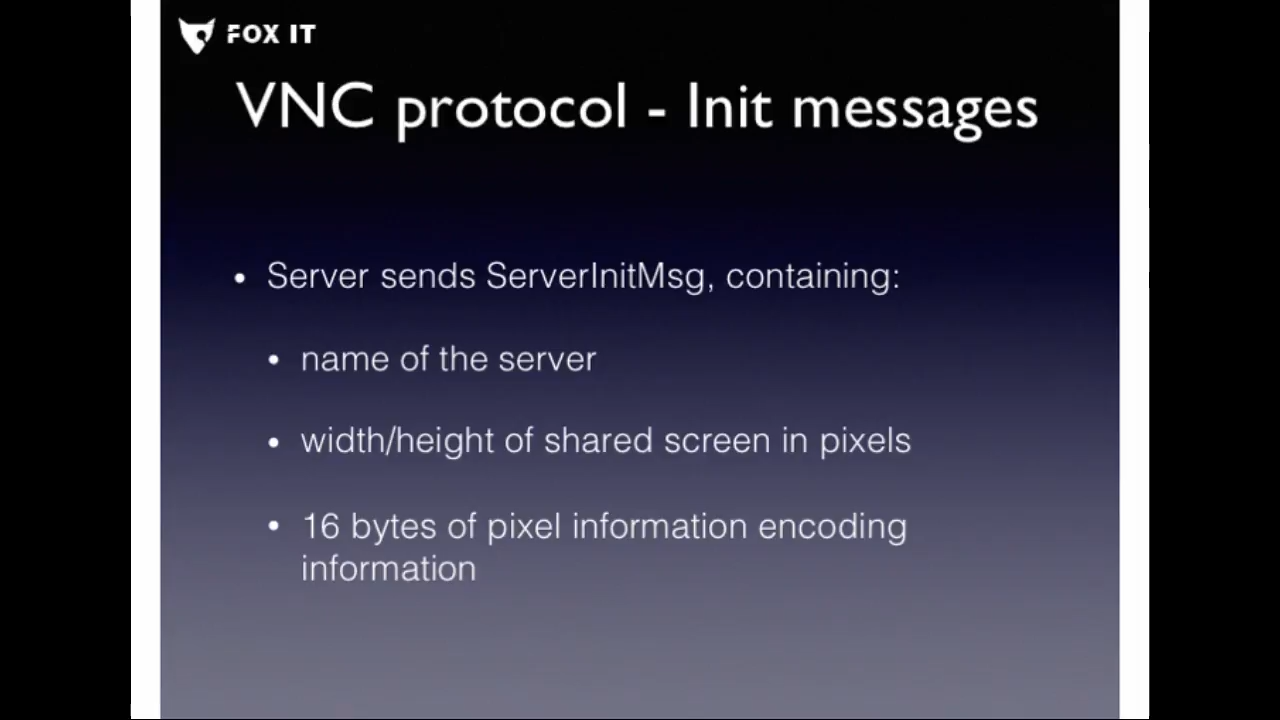 FOX IT
VNC protocol - Init messages
• Server sends ServerInitMsg, containing:
• name of the server
• width/height of shared screen in pixels
• 16 bytes of pixel information encoding
information